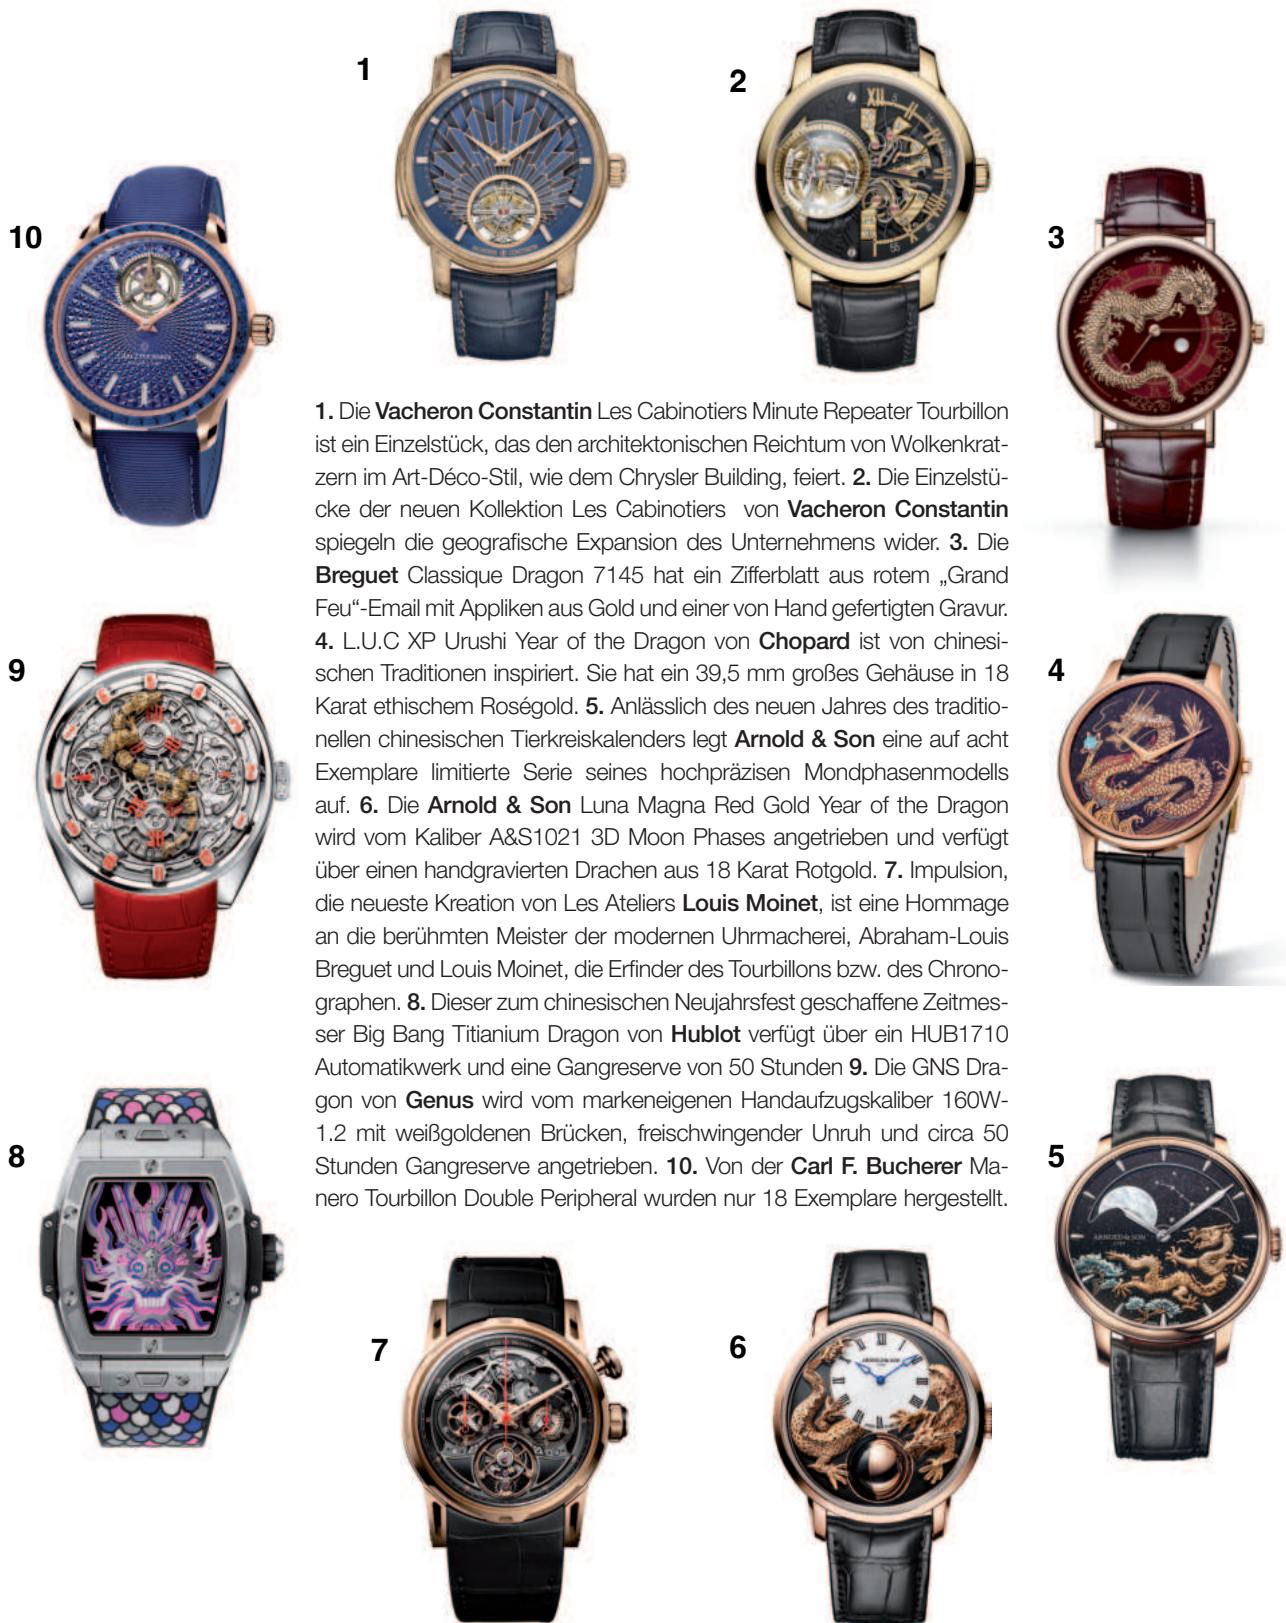 1
2
10
3
1. Die Vacheron Constantin Les Cabinotiers Minute Repeater Tourbillon
ist ein Einzelstück, das den architektonischen Reichtum von Wolkenkrat-
zern im Art-Déco-Stil, wie dem Chrysler Building, feiert. 2. Die Einzelstü-
cke der neuen Kollektion Les Cabinotiers von Vacheron Constantin
spiegeln die geografische Expansion des Unternehmens wider. 3. Die
Breguet Classique Dragon 7145 hat ein Zifferblatt aus rotem „Grand
Feu“-Email mit Appliken aus Gold und einer von Hand gefertigten Gravur.
4. L.U.C XP Urushi Year of the Dragon von Chopard ist von chinesi-
schen Traditionen inspiriert. Sie hat ein 39,5 mm großes Gehäuse in 18
Karat ethischem Roségold. 5. Anlässlich des neuen Jahres des traditio-
nellen chinesischen Tierkreiskalenders legt Arnold & Son eine auf acht
Exemplare limitierte Serie seines hochpräzisen Mondphasenmodells
auf. 6. Die Arnold & Son Luna Magna Red Gold Year of the Dragon
wird vom Kaliber A&S1021 3D Moon Phases angetrieben und verfügt
über einen handgravierten Drachen aus 18 Karat Rotgold. 7. Impulsion,
die neueste Kreation von Les Ateliers Louis Moinet, ist eine Hommage
an die berühmten Meister der modernen Uhrmacherei, Abraham-Louis
Breguet und Louis Moinet, die Erfinder des Tourbillons bzw. des Chrono-
graphen. 8. Dieser zum chinesischen Neujahrsfest geschaffene Zeitmes-
ser Big Bang Titianium Dragon von Hublot verfügt über ein HUB1710
Automatikwerk und eine Gangreserve von 50 Stunden 9. Die GNS Dra-
gon von Genus wird vom markeneigenen Handaufzugskaliber 160W-
1.2 mit weißgoldenen Brücken, freischwingender Unruh und circa 50
Stunden Gangreserve angetrieben. 10. Von der Carl F. Bucherer Ma-
nero Tourbillon Double Peripheral wurden nur 18 Exemplare hergestellt.
9
4
8
5
ARNOLD & SON
7
6
ARNOLD & SON